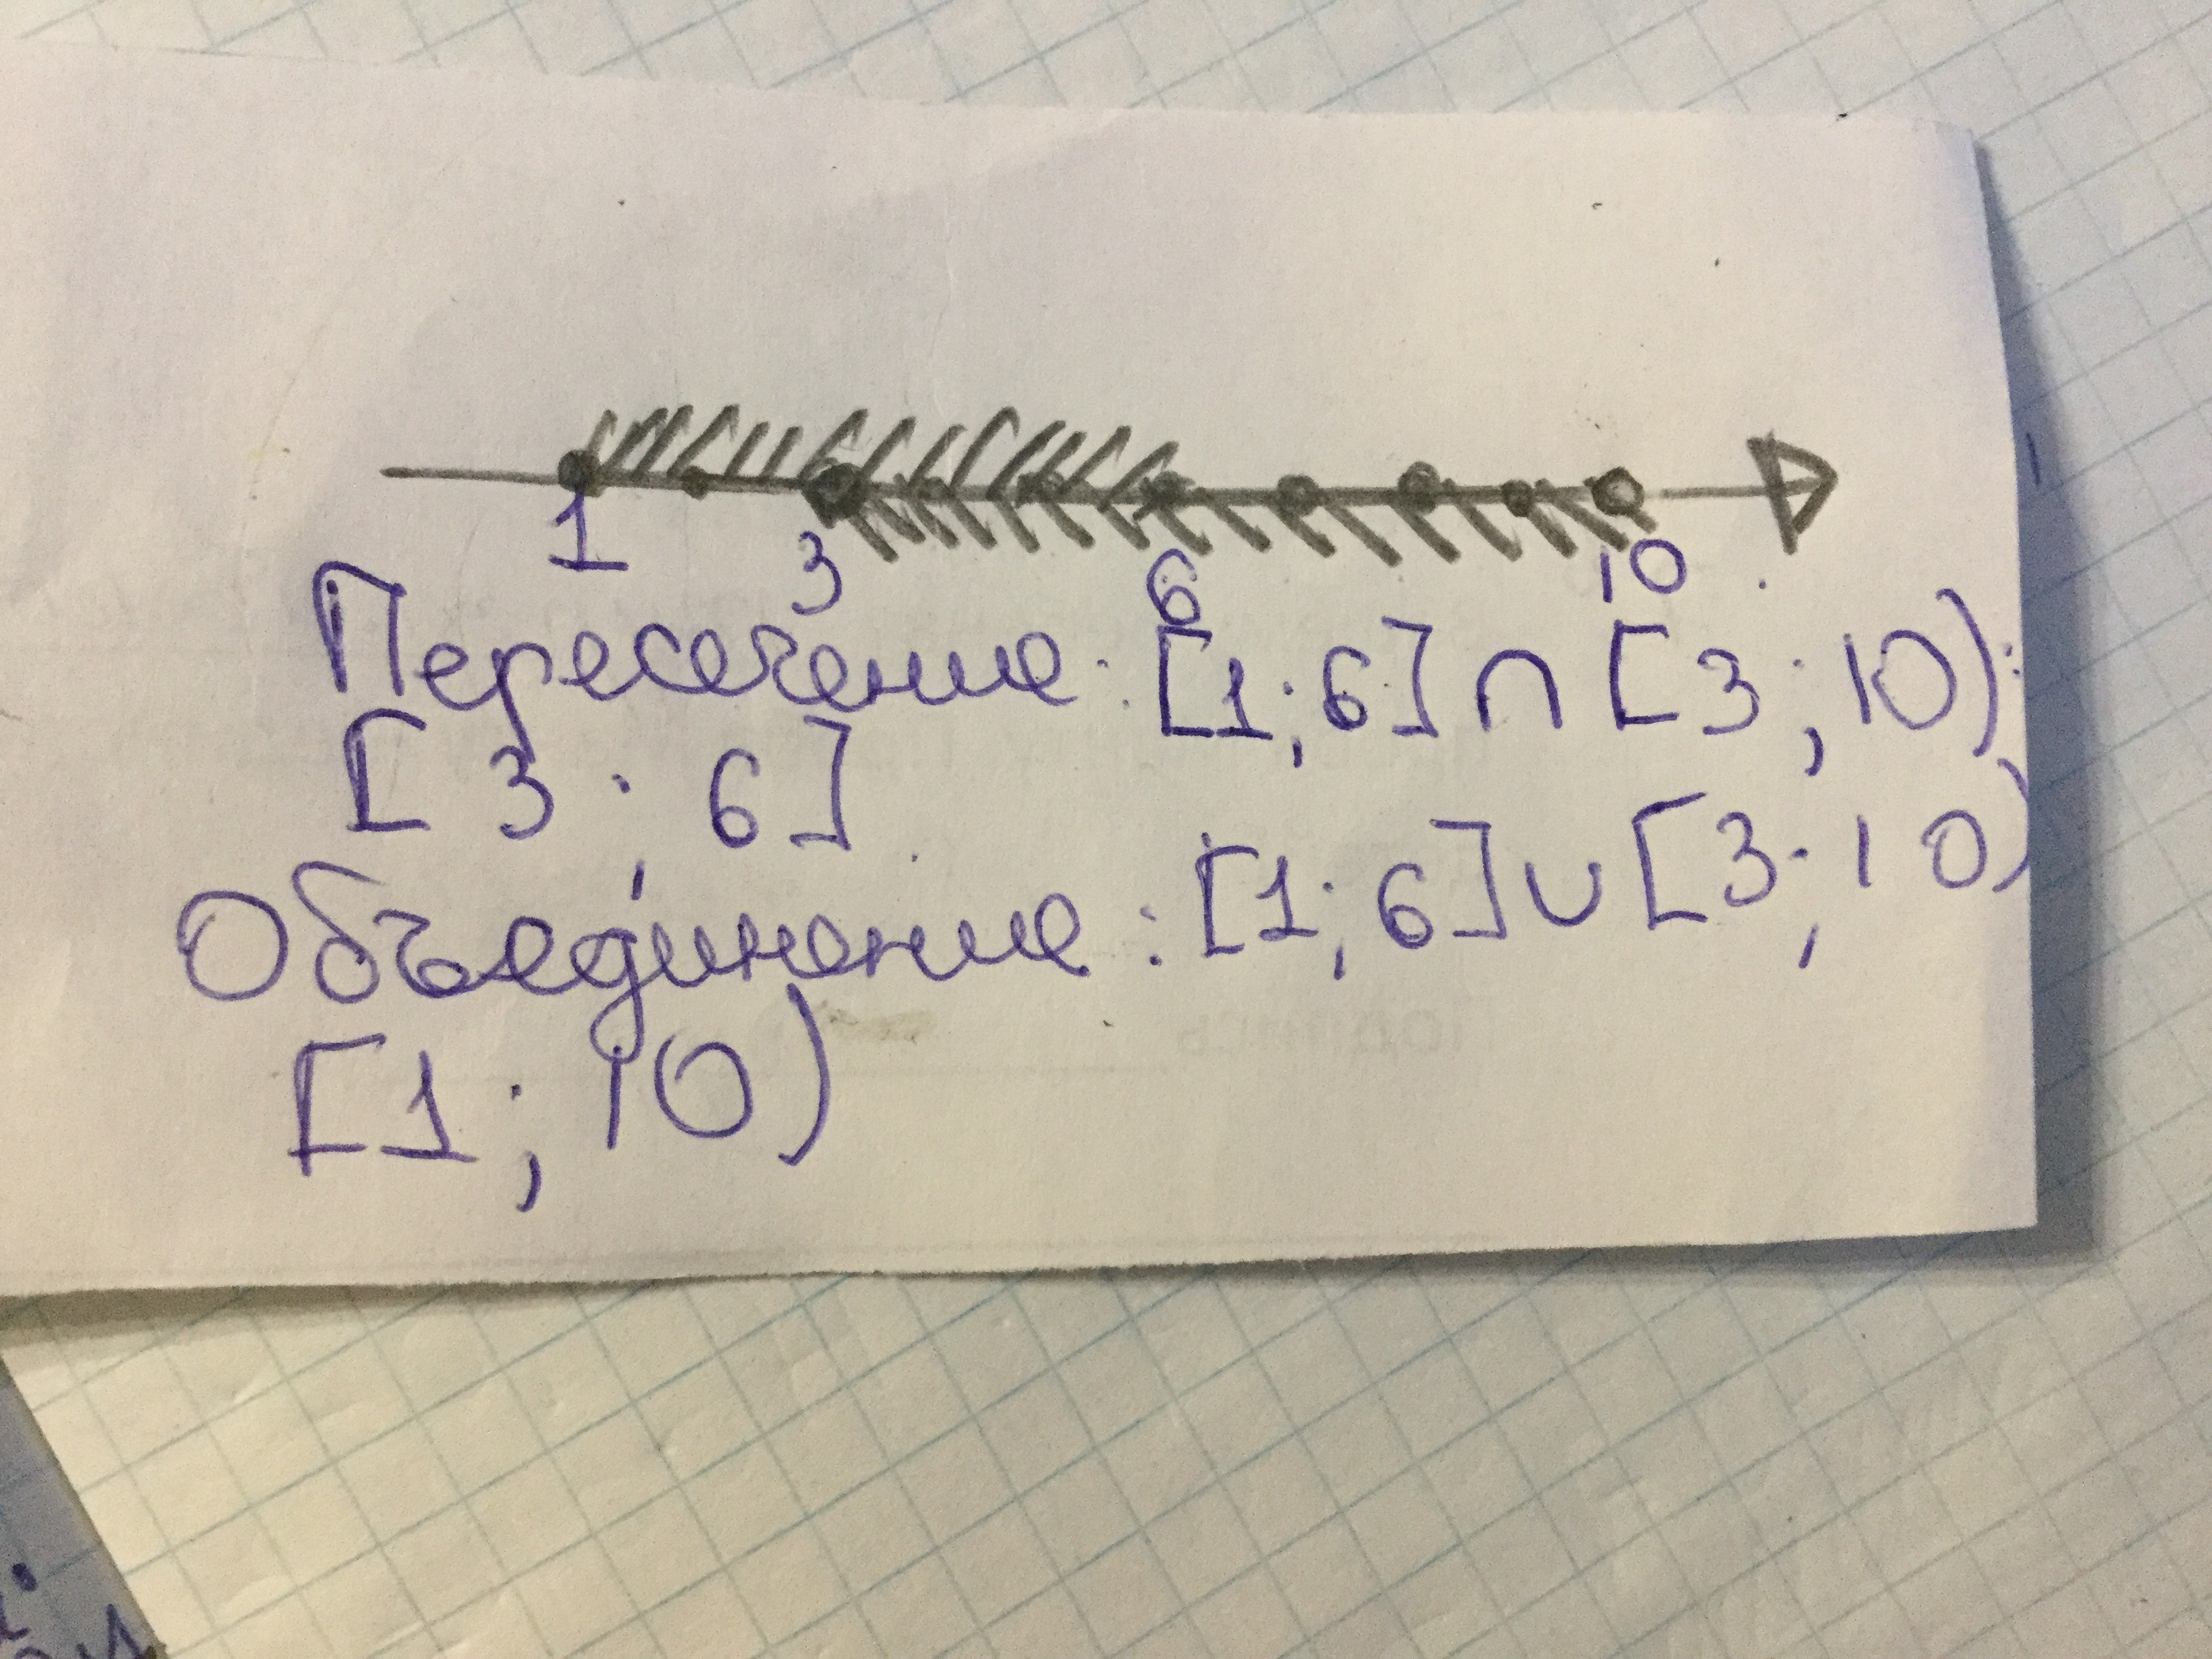 1 3 6 10
Пересечение: [1;6] ∩ [3;10):
[3;6]
Объединение: [1;6]∪[3;10)
[1;10)